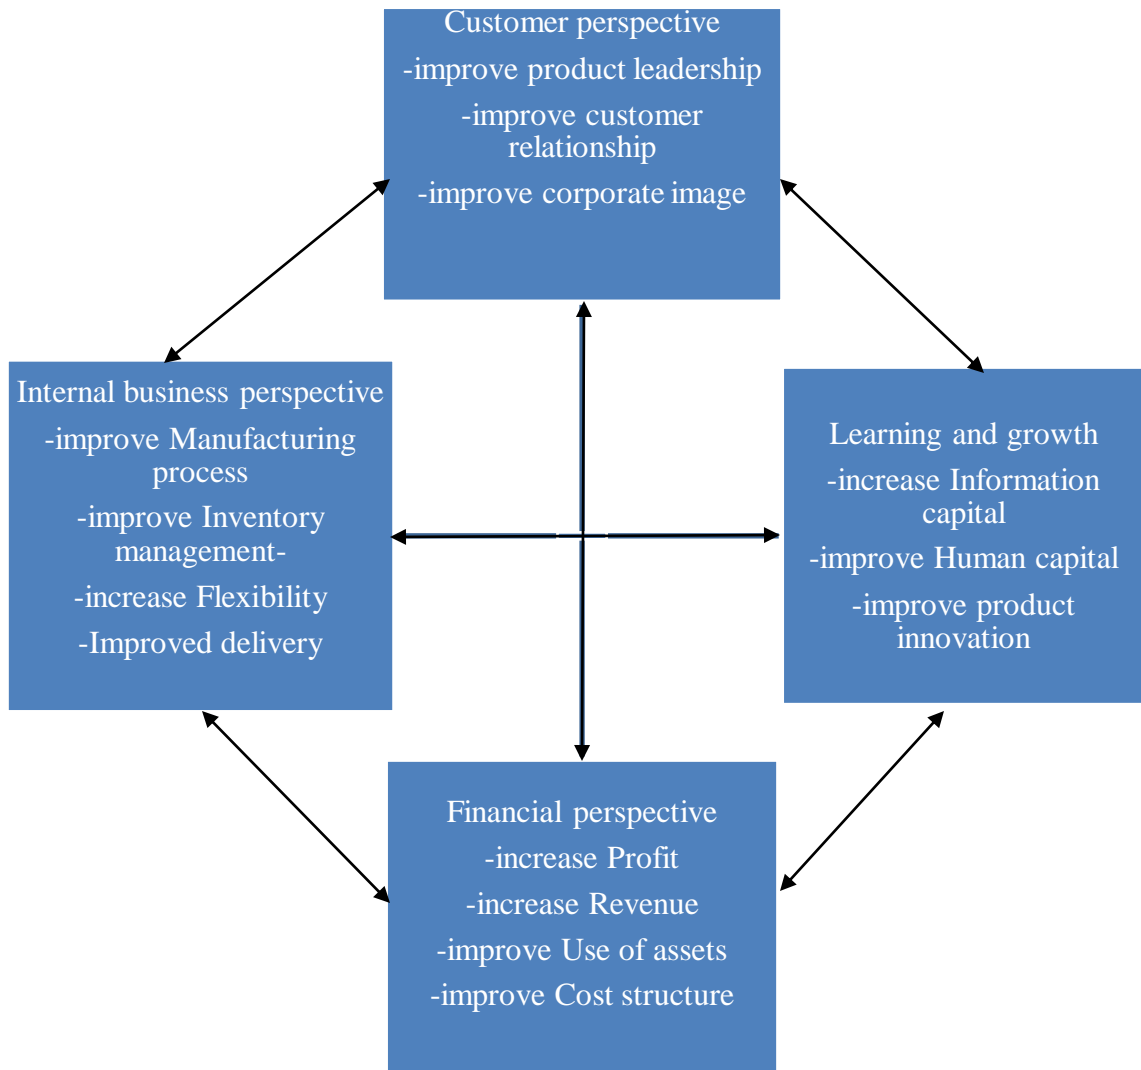 Customer perspective
-improve product leadership
-improve customer
relationship
-improve corporate image
Internal business perspective
-improve Manufacturing
process
-improve Inventory
management-
-increase Flexibility
-Improved delivery
Learning and growth
-increase Information
capital
-improve Human capital
-improve product
innovation
Financial perspective
-increase Profit
-increase Revenue
-improve Use of assets
-improve Cost structure